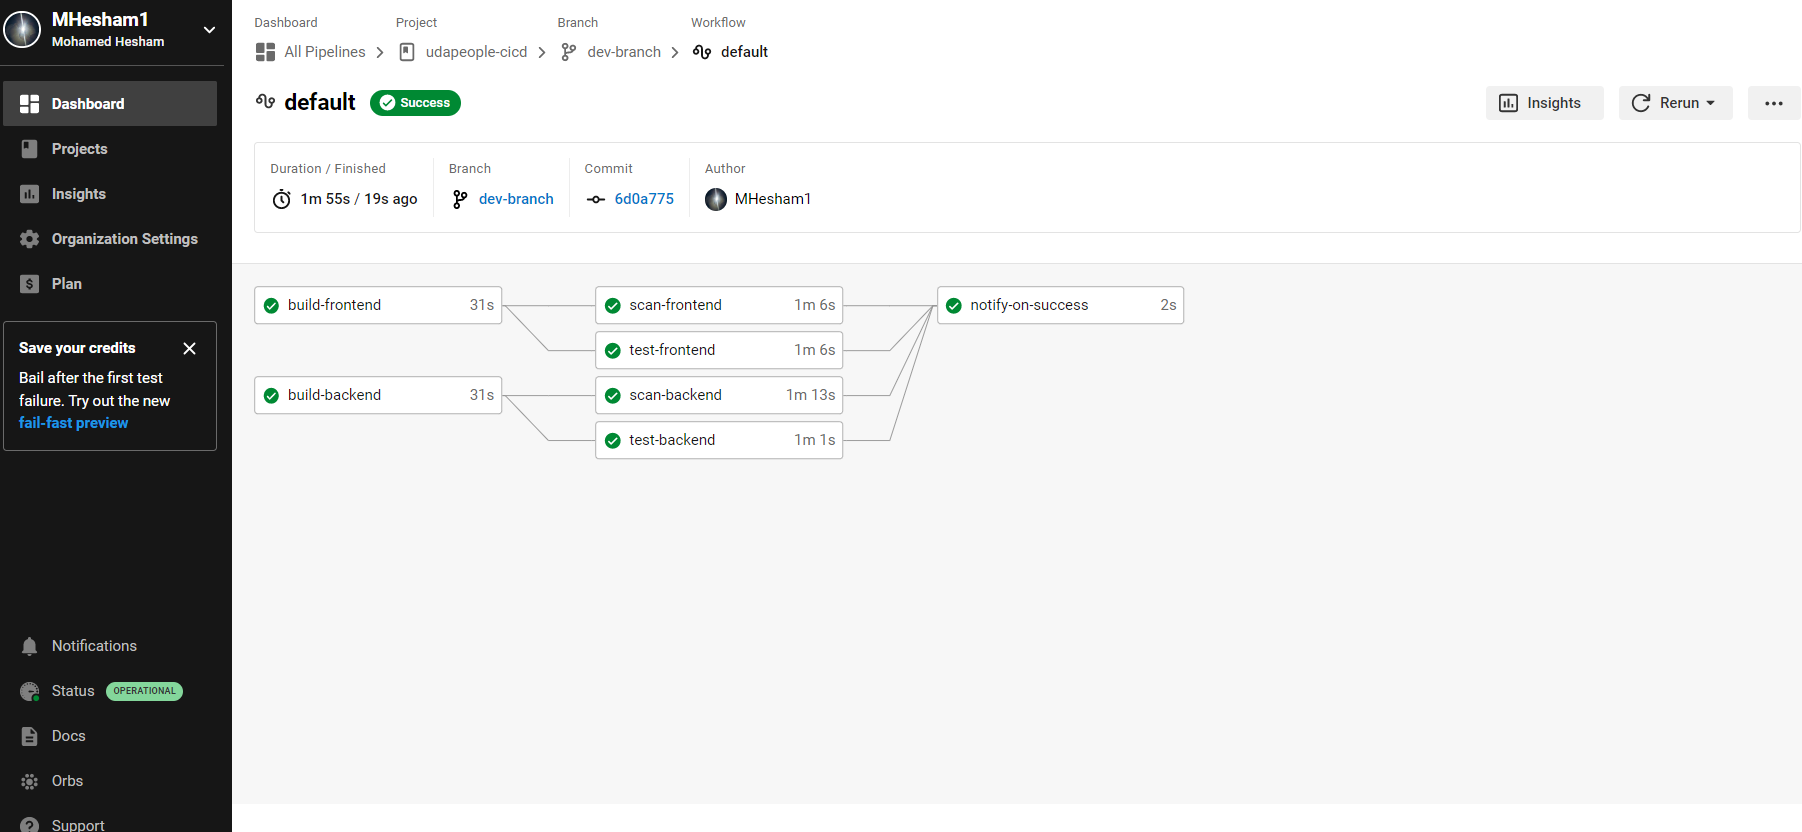 MHesham1
Mohamed Hesham
Dashboard
Projects
Insights
Organization Settings
Plan
Save your credits
Bail after the first test
failure. Try out the new
fail-fast preview
Notifications
Status OPERATIONAL
Docs
Orbs
Support
Dashboard Project Branch Workflow
All Pipelines udapeople-cicd dev-branch default
default Success
Insights Rerun
Duration / Finished Branch Commit Author
1m 55s / 19s ago dev-branch 6d0a775 MHesham1
build-frontend 31s scan-frontend 1m 6s notify-on-success 2s
test-frontend 1m 6s
build-backend 31s scan-backend 1m 13s
test-backend 1m 1s